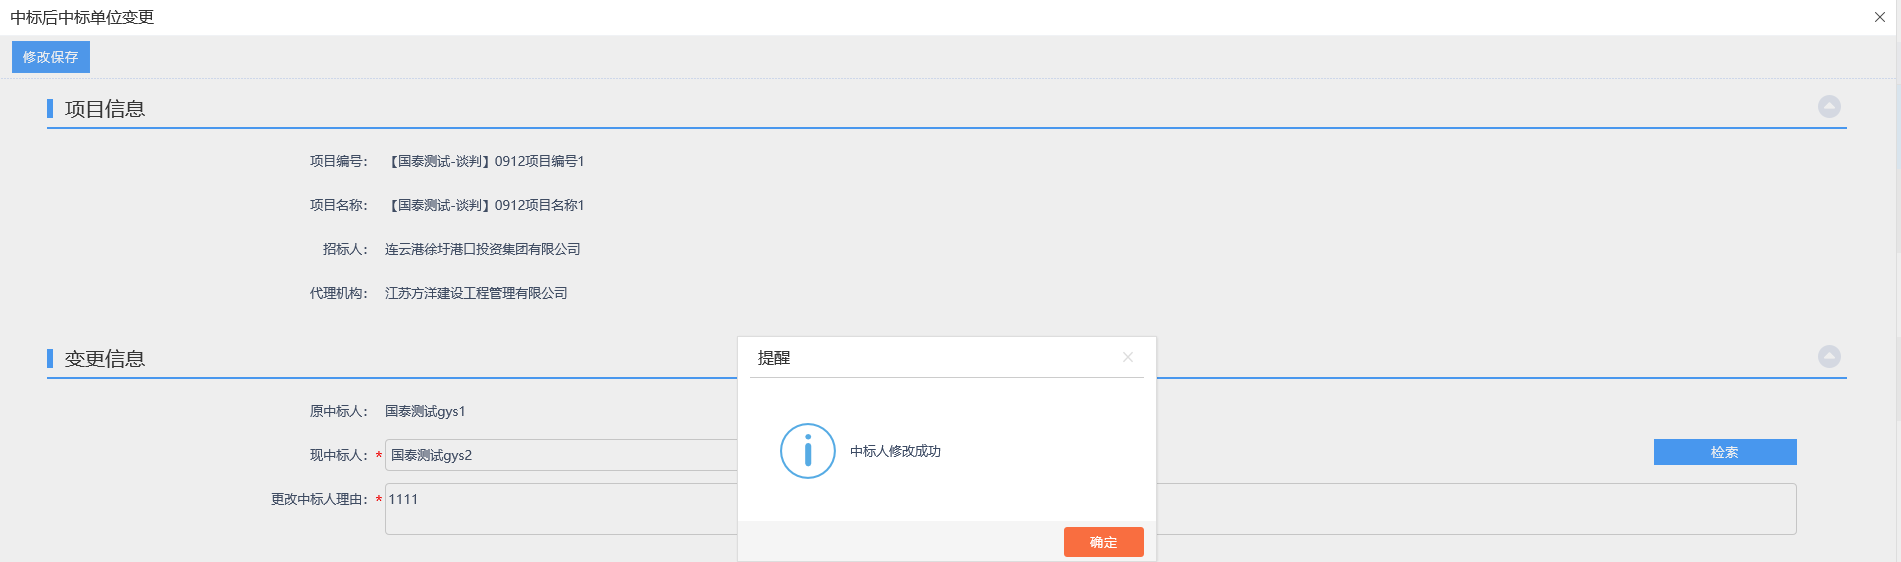 中标后中标单位变更
修改保存
项目信息
项目编号： 【国泰测试-谈判】0912项目编号1
项目名称： 【国泰测试-谈判】0912项目名称1
招标人： 连云港徐圩港口投资集团有限公司
代理机构： 江苏方洋建设工程管理有限公司
变更信息
原中标人： 国泰测试gys1
现中标人：* 国泰测试gys2 检索
更改中标人理由：* 1111
提醒
中标人修改成功
确定